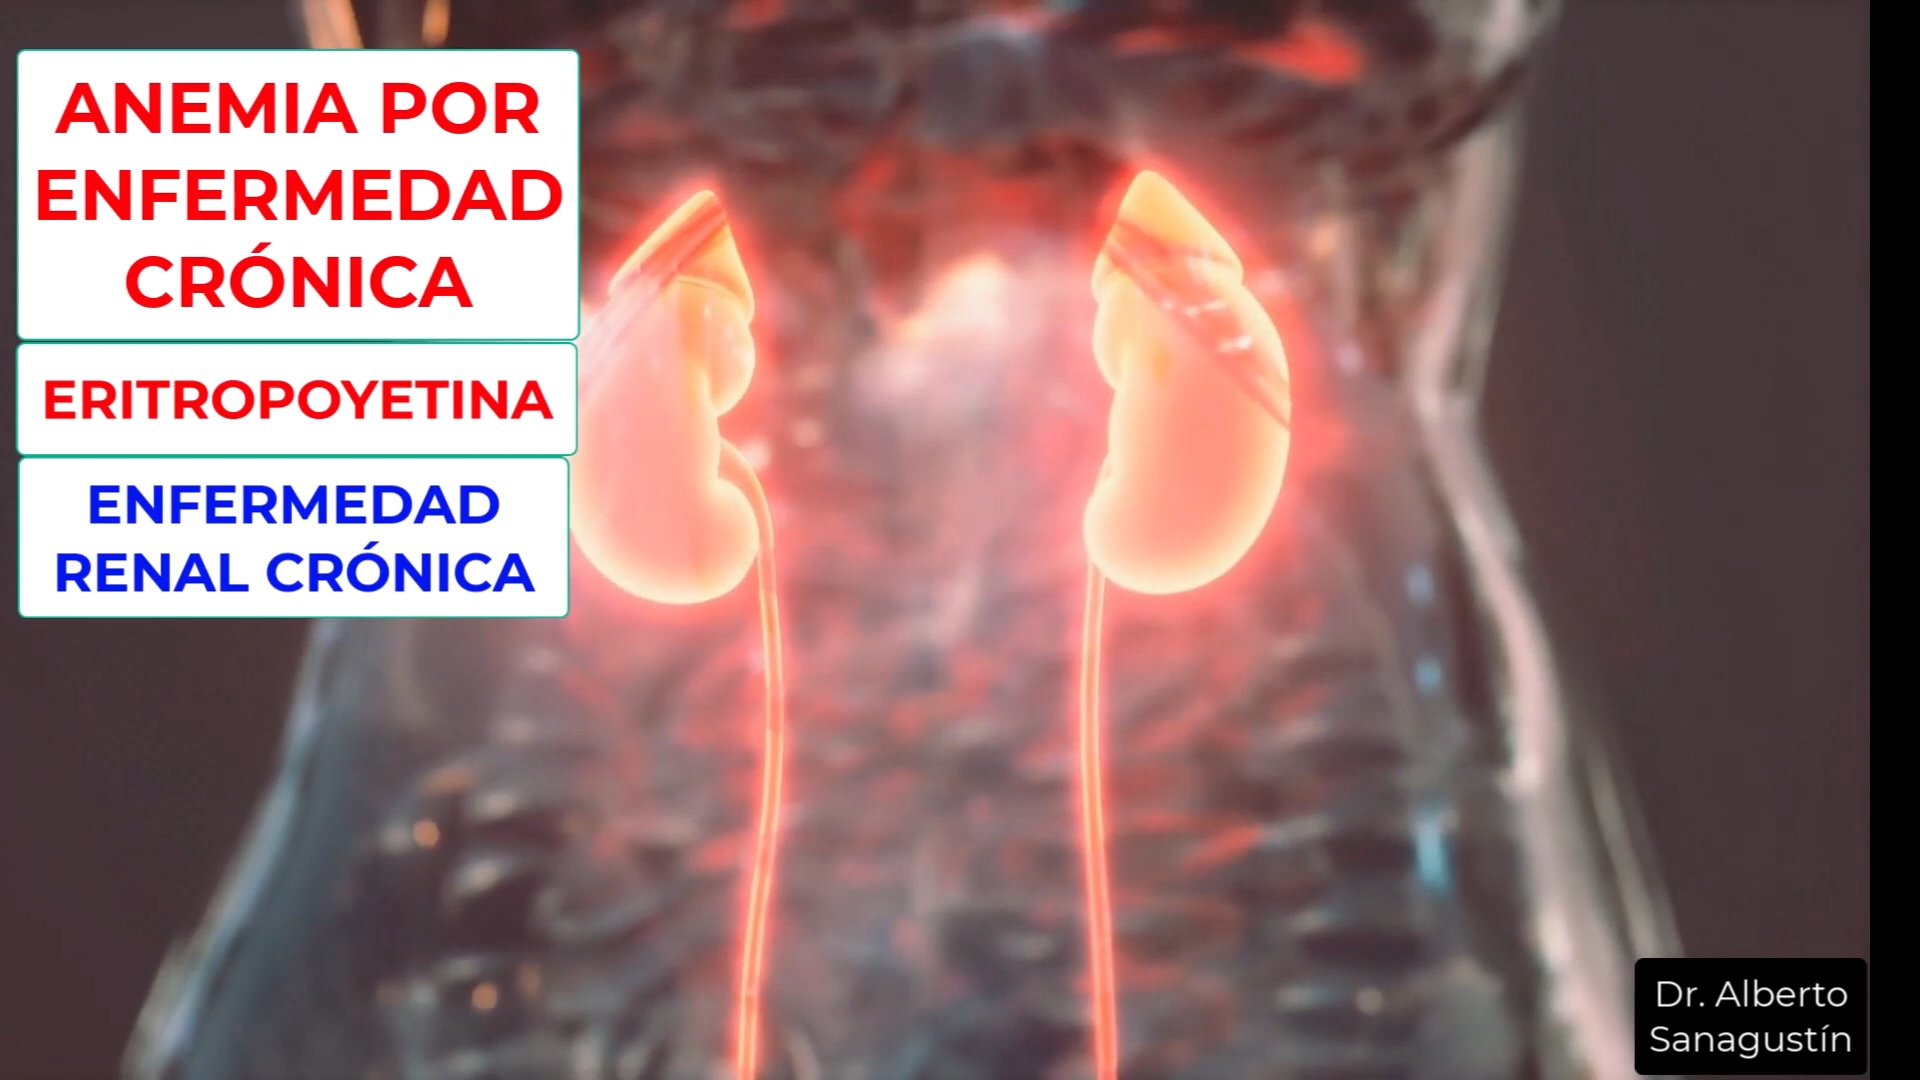 ANEMIA POR
ENFERMEDAD
CRÓNICA
ERITROPOYETINA
ENFERMEDAD
RENAL CRÓNICA
Dr. Alberto
Sanagustín